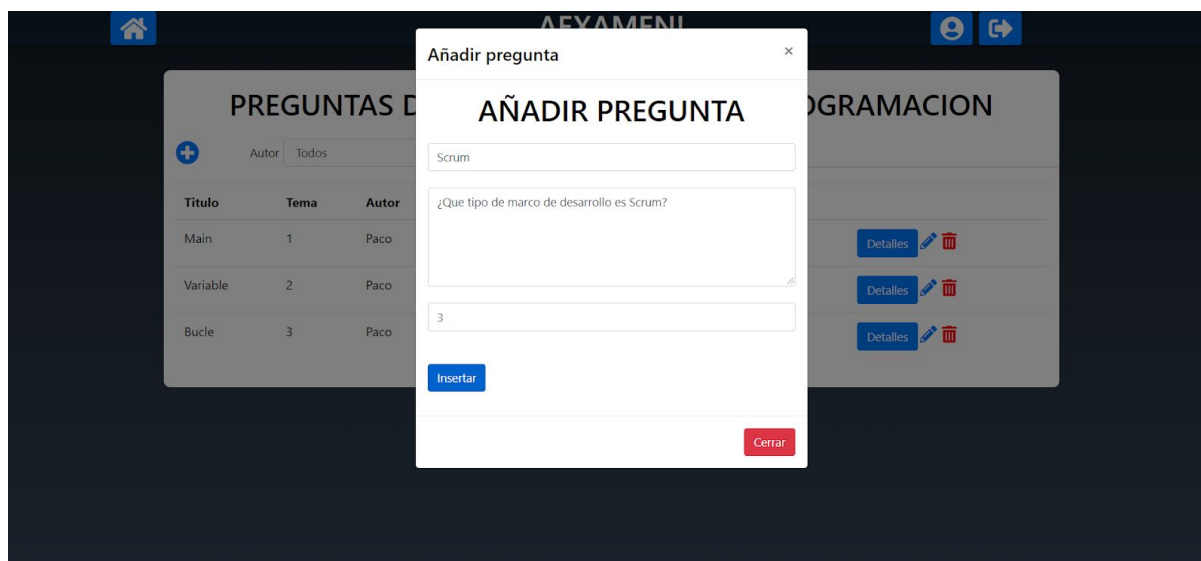 Añadir pregunta ×
AÑADIR PREGUNTA
PREGUNTAS
Autor Todos
Scrum
¿Que tipo de marco de desarrollo es Scrum?
Titulo Tema Autor
Main 1 Paco Detalles
Variable 2 Paco Detalles
Bucle 3 Paco Detalles
3
Insertar
Cerrar